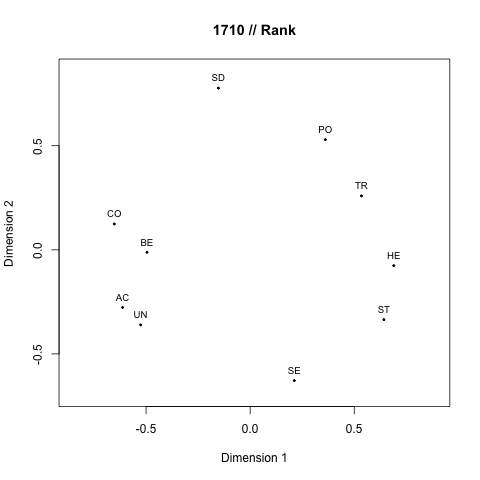 1710 // Rank
SD
PO
TR
CO
BE
HE
AC
UN
ST
SE
Dimension 2
0.5
0.0
-0.5
-0.5
0.0
0.5
Dimension 1